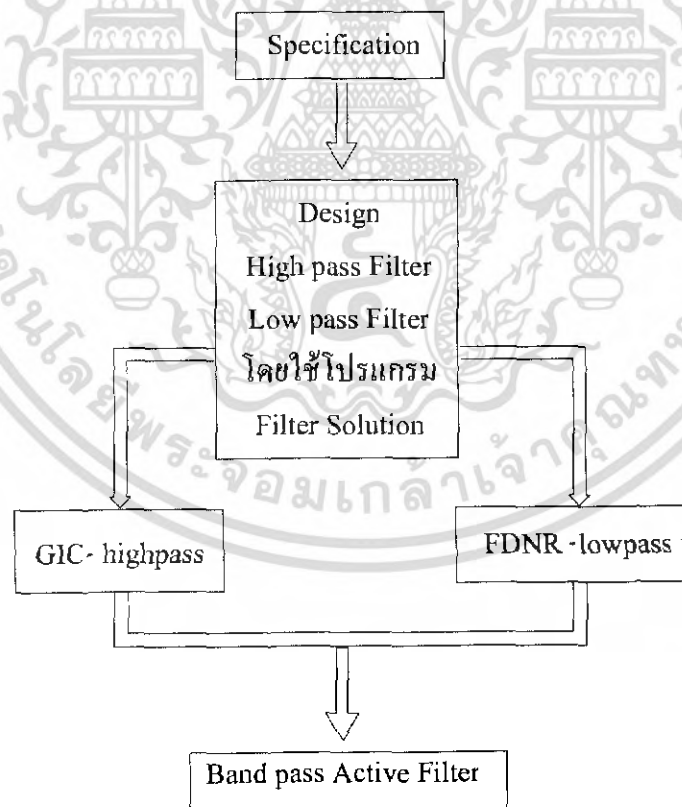 Specification
Design
High pass Filter
Low pass Filter
โดยใช้โปรแกรม
Filter Solution
GIC- highpass
FDNR -lowpass
Band pass Active Filter